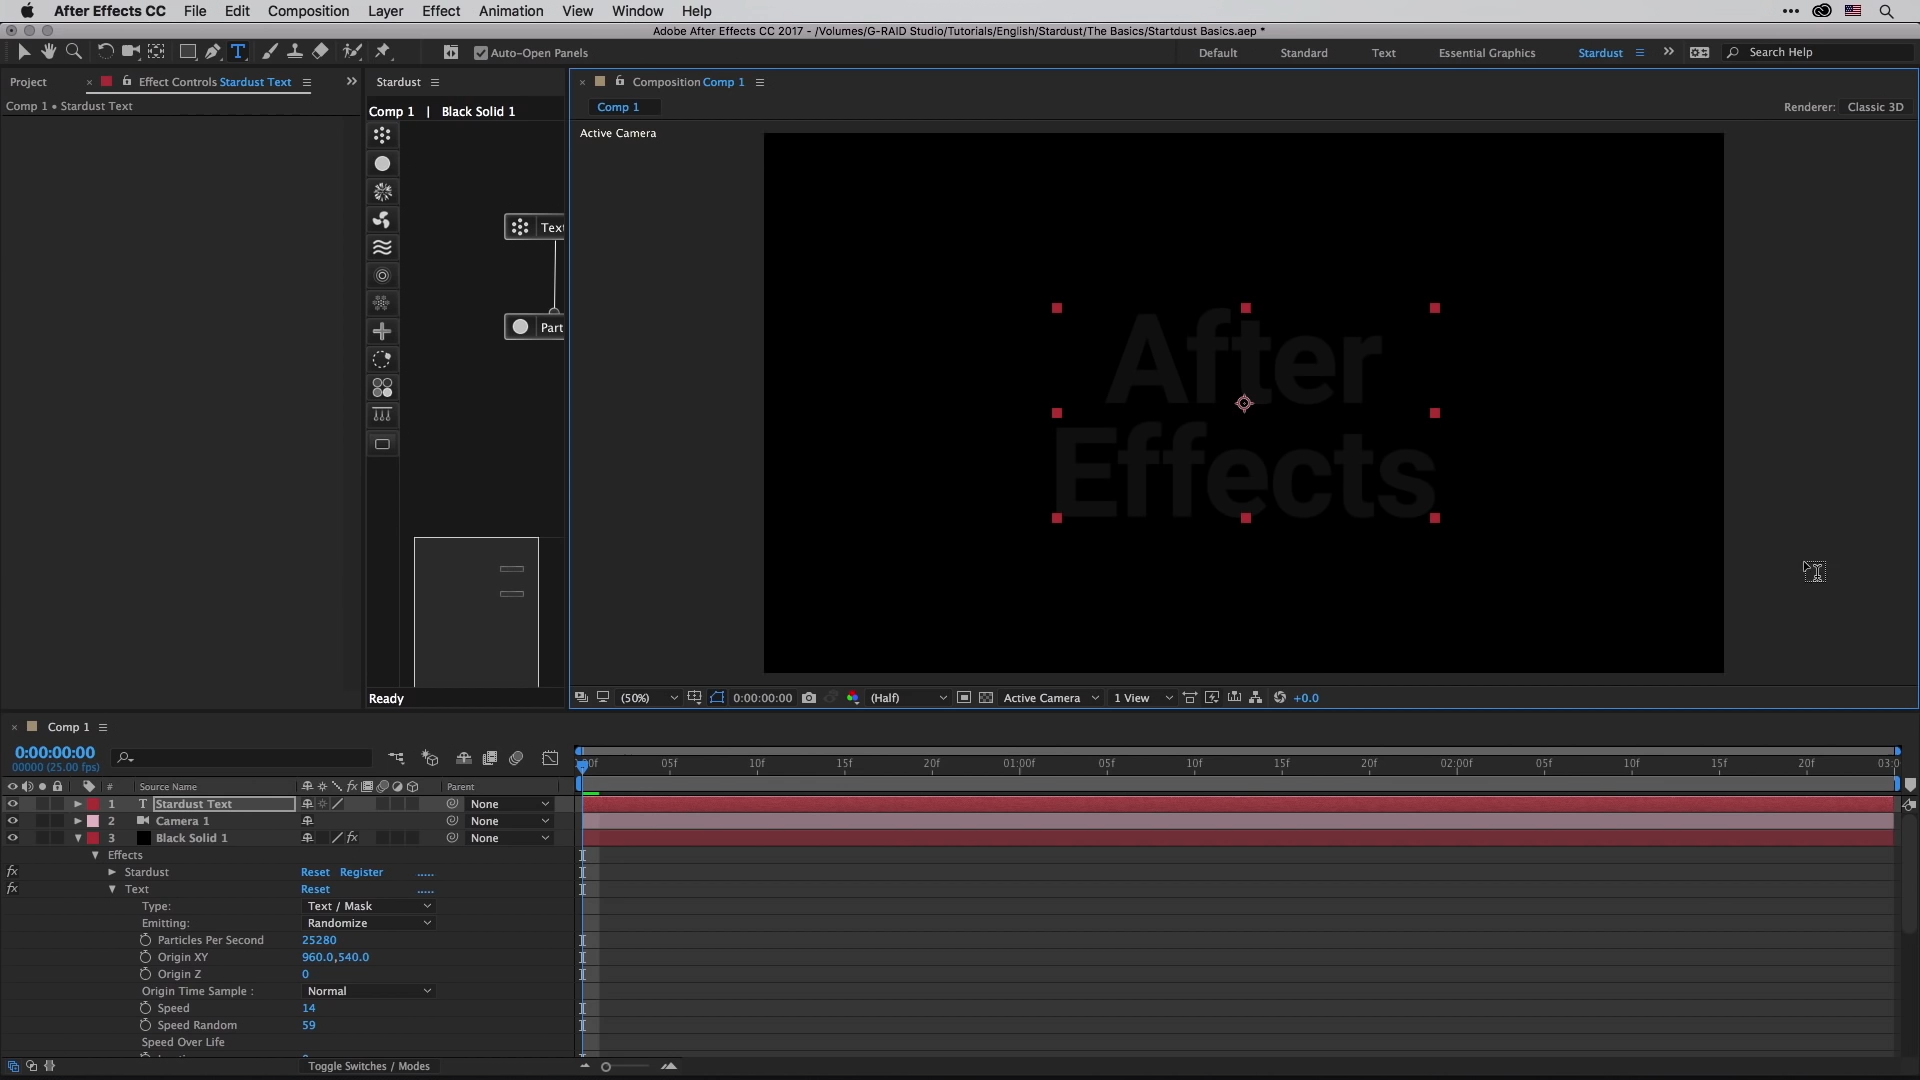 After Effects CC File Edit Composition Layer Effect Animation View Window Help
Adobe After Effects CC 2017 - /Volumes/G-RAID Studio/Tutorials/English/Stardust/The Basics/Startdust Basics.aep *
T Auto-Open Panels Default Standard Text Essential Graphics Stardust Search Help
Project Effect Controls Stardust Text Stardust Composition Comp 1
Comp 1 • Stardust Text
Comp 1 | Black Solid 1
Comp 1
Renderer: Classic 3D
Active Camera
Text
Part
After
Effects
Ready
(50%) 0:00:00:00 (Half) Active Camera 1 View +0.0
Comp 1
0:00:00:00
00000 (25.00 fps)
:00f 05f 10f 15f 20f 01:00f 05f 10f 15f 20f 02:00f 05f 10f 15f 20f 03:0
# Source Name fx Parent
1 T Stardust Text None
2 Camera 1 None
3 Black Solid 1 fx None
Effects
fx Stardust Reset Register .....
fx Text Reset .....
Type: Text / Mask
Emitting: Randomize
Particles Per Second 25280
Origin XY 960.0,540.0
Origin Z 0
Origin Time Sample : Normal
Speed 14
Speed Random 59
Speed Over Life
Toggle Switches / Modes